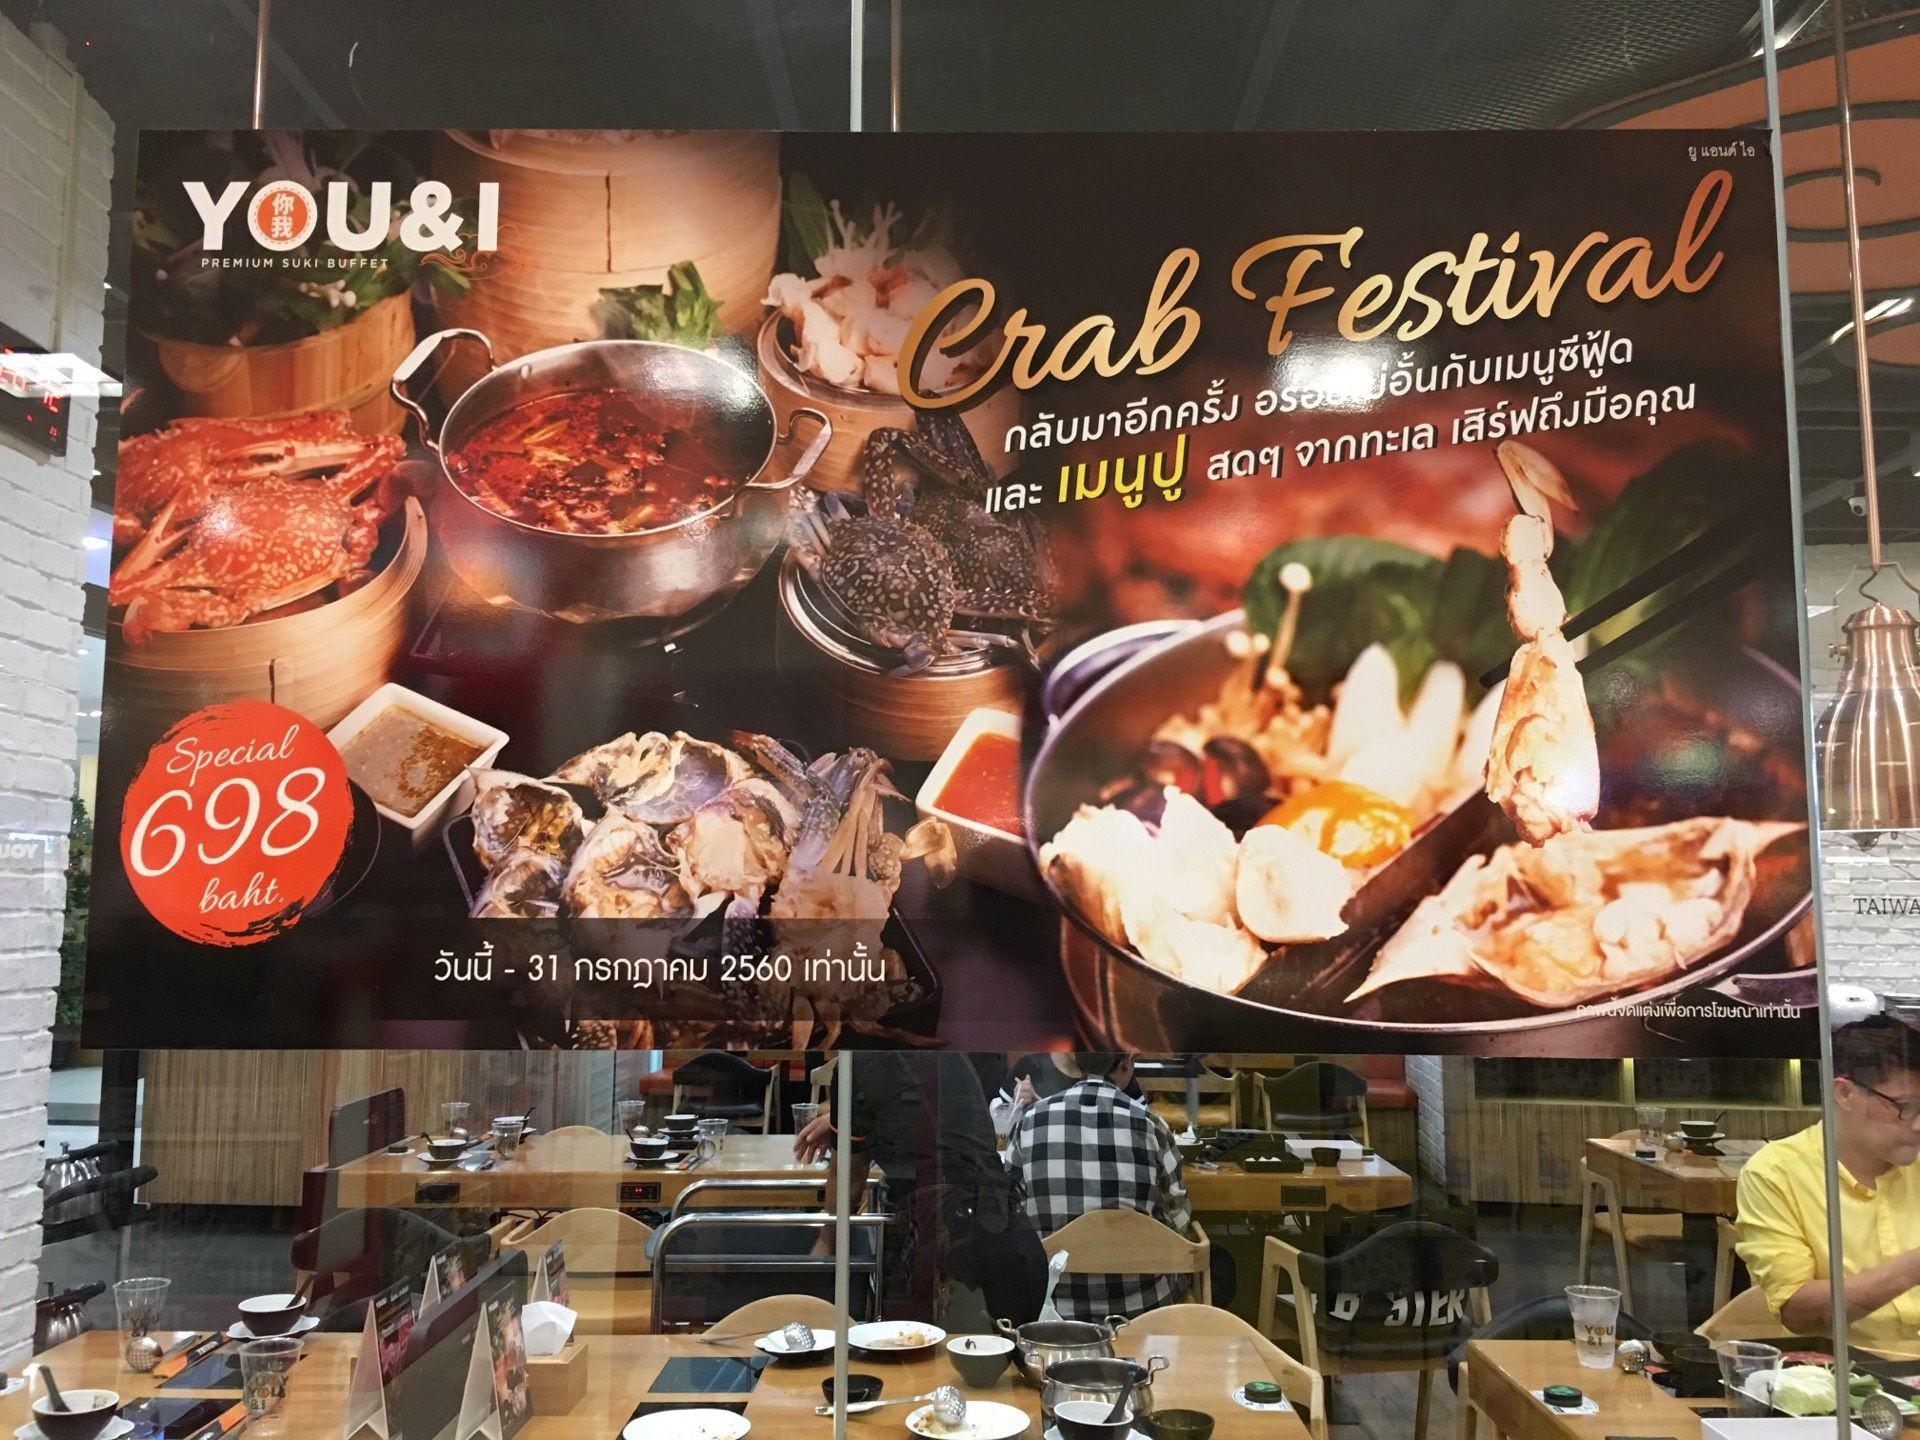 ยู แอนด์ ไอ
YOU&I
你我
PREMIUM SUKI BUFFET
Crab Festival
กลับมาอีกครั้ง อร่อยไม่อั้นกับเมนูซีฟู้ด
และ เมนูปู สดๆ จากทะเล เสิร์ฟถึงมือคุณ
Special
698
baht.
วันนี้ - 31 กรกฎาคม 2560 เท่านั้น
ภาพนี้จัดแต่งเพื่อการโฆษณาเท่านั้น
TAIWA
YOU
&I